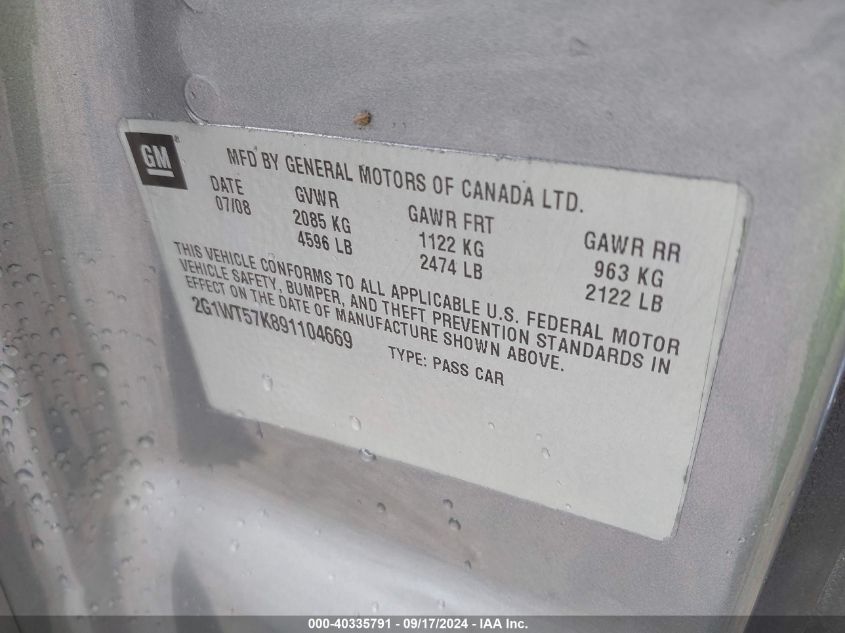 GM
MFD BY GENERAL MOTORS OF CANADA LTD.
DATE GVWR GAWR FRT GAWR RR
07/08 2085 KG 1122 KG 963 KG
4596 LB 2474 LB 2122 LB
THIS VEHICLE CONFORMS TO ALL APPLICABLE U.S. FEDERAL MOTOR
VEHICLE SAFETY, BUMPER, AND THEFT PREVENTION STANDARDS IN
EFFECT ON THE DATE OF MANUFACTURE SHOWN ABOVE.
2G1WT57K891104669 TYPE: PASS CAR
000-40335791 - 09/17/2024 - IAA Inc.